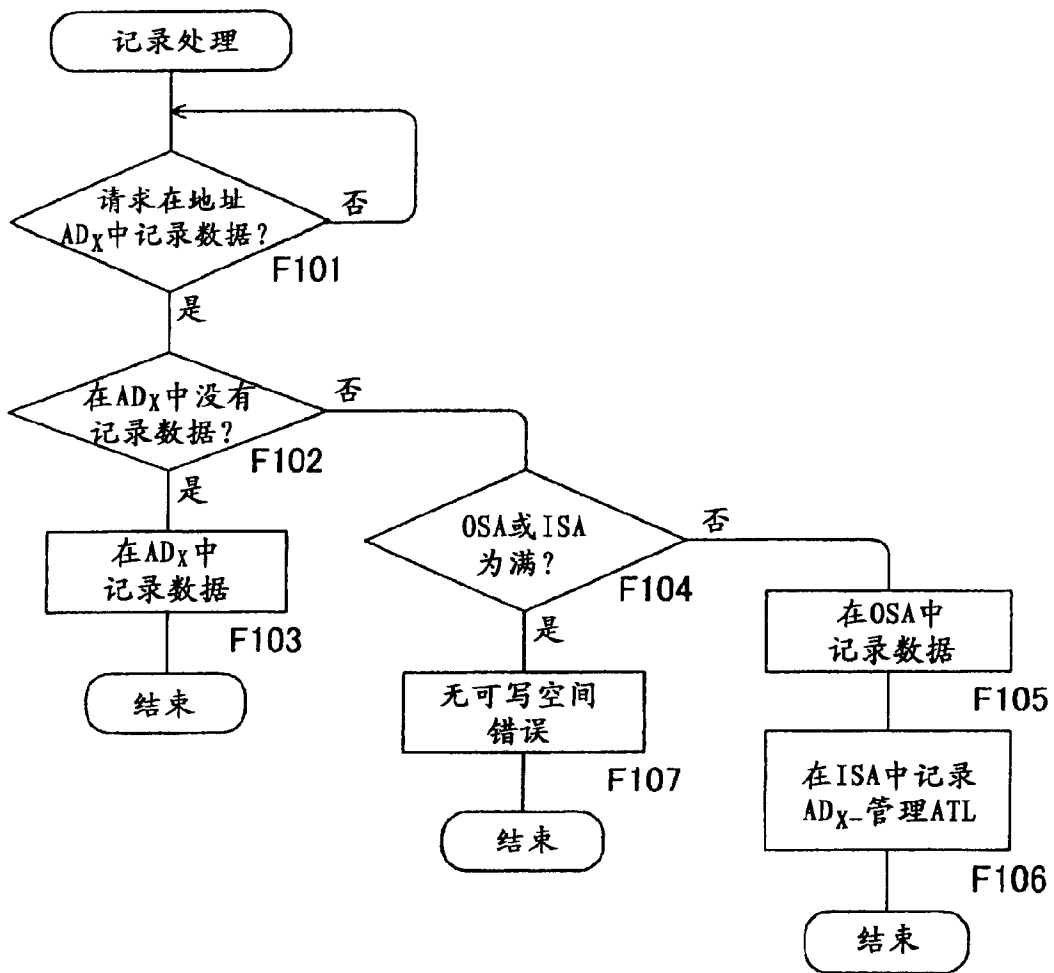 记录处理
请求在地址
ADX中记录数据?
否
F101
是
在ADX中没有
记录数据?
否
F102
是
在ADX中
记录数据
F103
结束
OSA或ISA
为满?
否
F104
是
无可写空间
错误
F107
结束
在OSA中
记录数据
F105
在ISA中记录
ADX-管理ATL
F106
结束